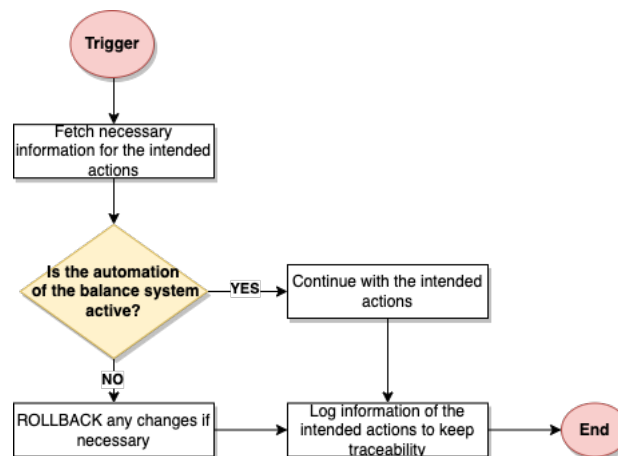 Trigger
Fetch necessary
information for the intended
actions
Is the automation
of the balance system
active?
YES
Continue with the intended
actions
NO
ROLLBACK any changes if
necessary
Log information of the
intended actions to keep
traceability
End